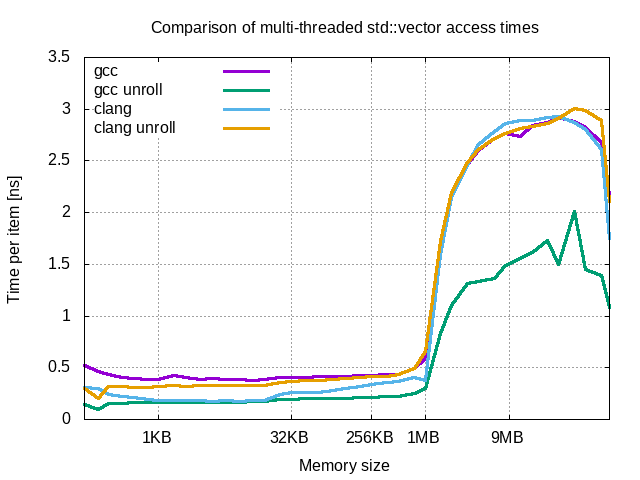 Comparison of multi-threaded std::vector access times
3.5
3
2.5
2
1.5
1
0.5
0
Time per item [ns]
gcc
gcc unroll
clang
clang unroll
1KB 32KB 256KB 1MB 9MB
Memory size